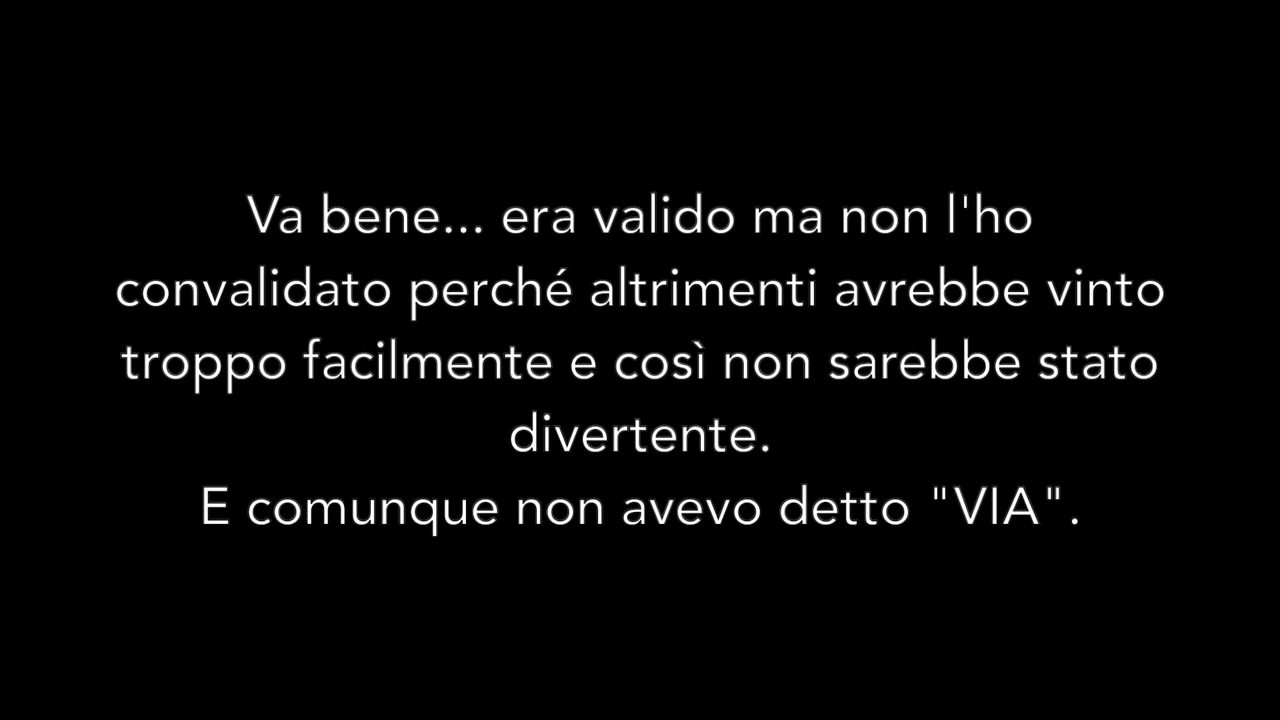 Va bene... era valido ma non l'ho
convalidato perché altrimenti avrebbe vinto
troppo facilmente e così non sarebbe stato
divertente.
E comunque non avevo detto "VIA".